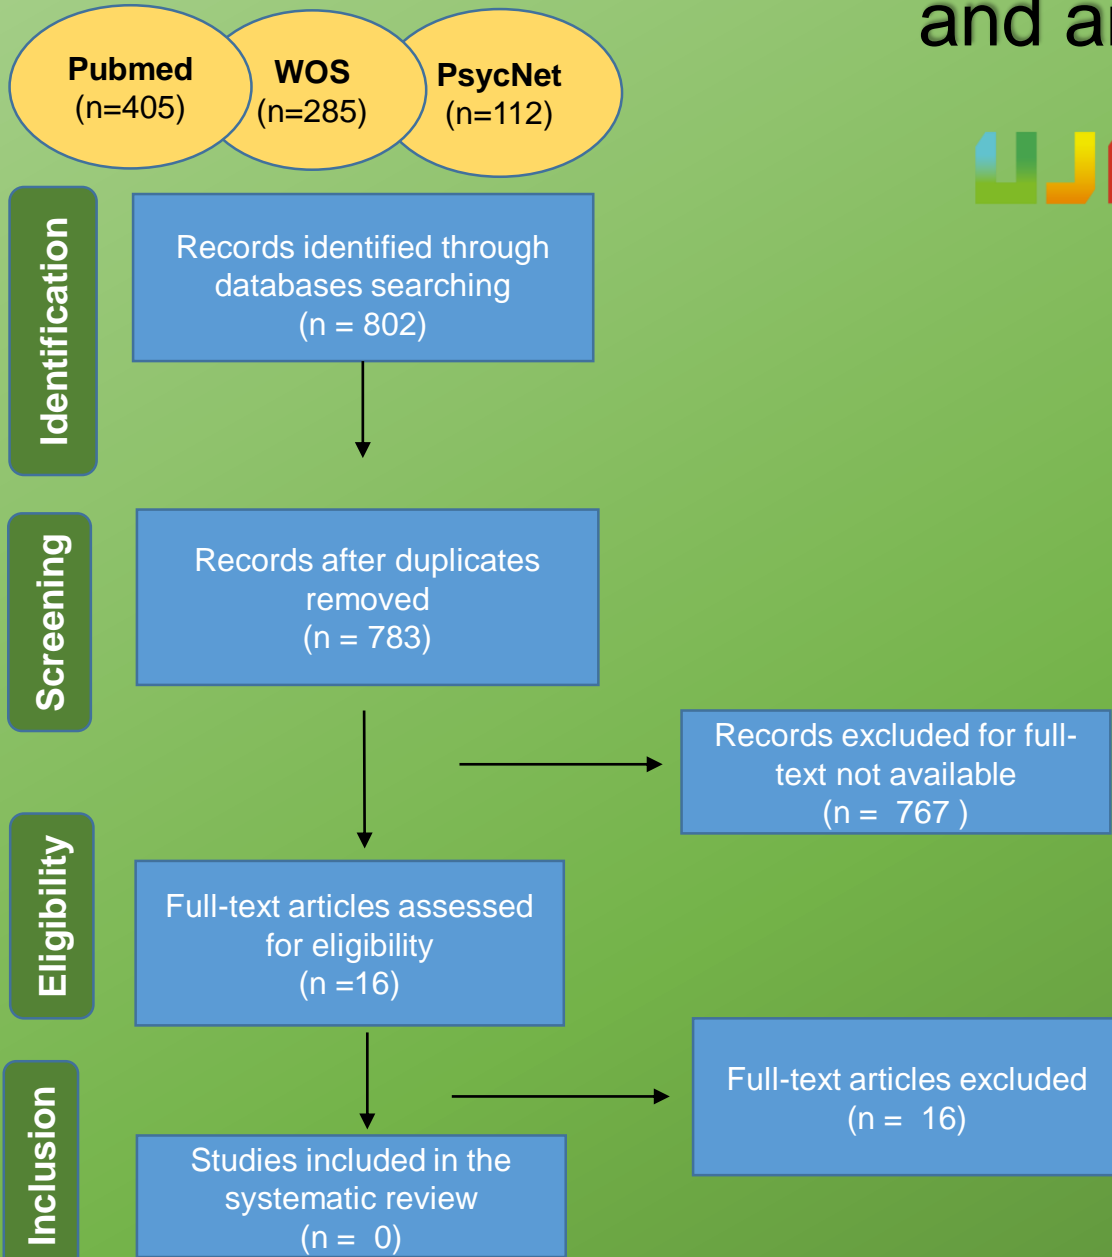 and a
Pubmed
(n=405)
WOS
(n=285)
PsycNet
(n=112)
Identification
Records identified through
databases searching
(n = 802)
Screening
Records after duplicates
removed
(n = 783)
Records excluded for full-
text not available
(n =  767 )
Eligibility
Full-text articles assessed
for eligibility
(n =16)
Full-text articles excluded
(n =  16)
Inclusion
Studies included in the
systematic review
(n =  0)